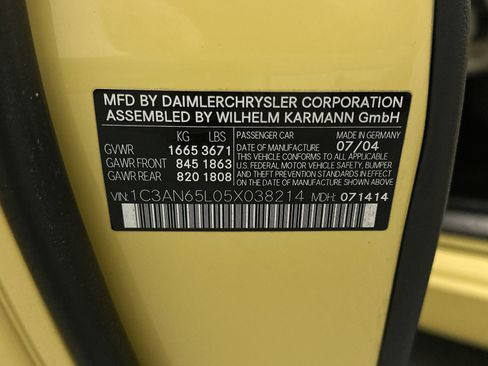 MFD BY DAIMLERCHRYSLER CORPORATION
ASSEMBLED BY WILHELM KARMANN GmbH
KG LBS PASSENGER CAR MADE IN GERMANY
GVWR 1665 3671 DATE OF MANUFACTURE 07/04
GAWR FRONT 845 1863 THIS VEHICLE CONFORMS TO ALL APPLICABLE
U.S. FEDERAL MOTOR VEHICLE SAFETY, BUMPER
GAWR REAR 820 1808 AND THEFT PREVENTION STANDARDS IN
EFFECT ON THE DATE OF MANUFACTURE
VIN: 1C3AN65L05X038214 MDH: 071414